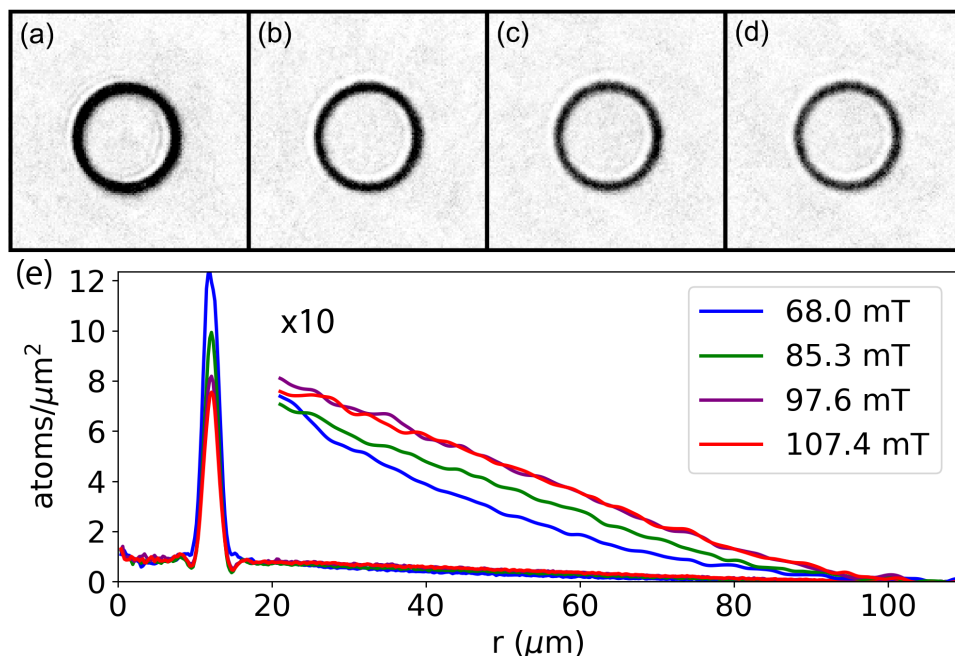 (a) (b) (c) (d)
(e)
12
10
8
6
4
2
0
atoms/μm²
x10
68.0 mT
85.3 mT
97.6 mT
107.4 mT
0 20 40 60 80 100
r (μm)